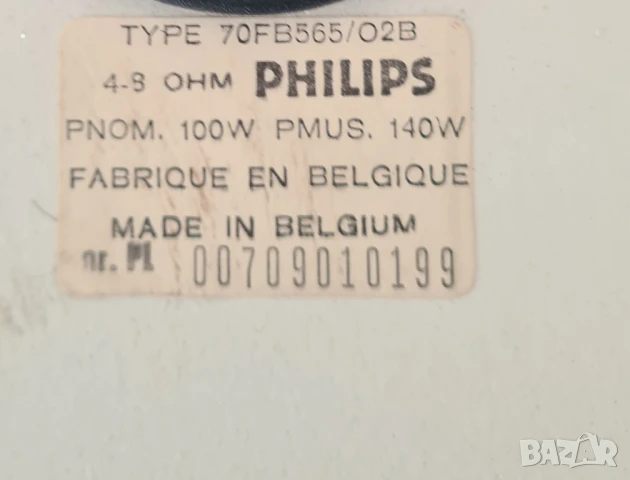 TYPE 70FB565/02B
4-8 OHM PHILIPS
PNOM. 100W PMUS. 140W
FABRIQUE EN BELGIQUE
MADE IN BELGIUM
nr. PL 00709010199
BAZAR